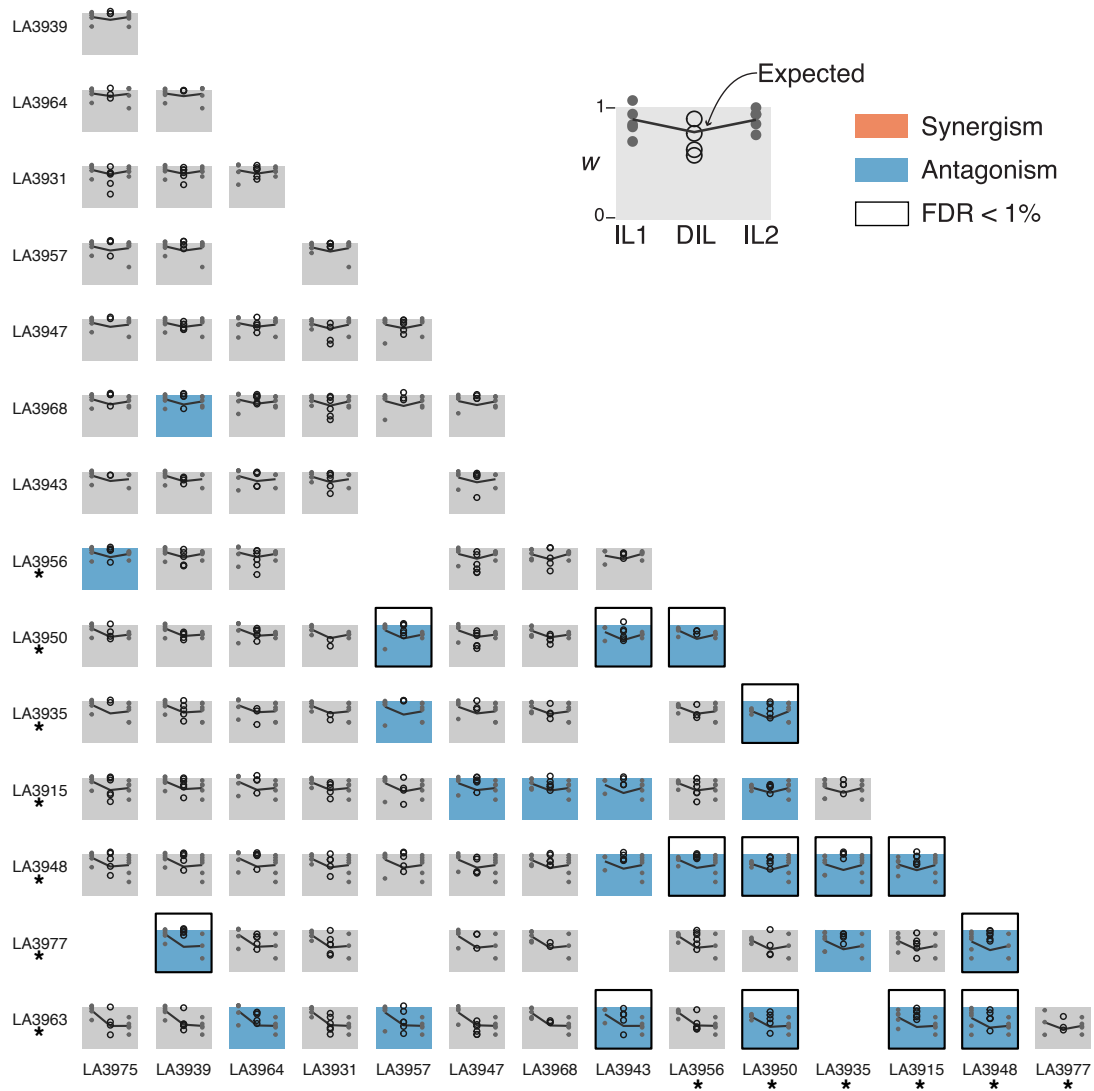 LA3939
LA3964
Expected
1
Synergism
w
Antagonism
LA3931
0
FDR < 1%
IL1 DIL IL2
LA3957
LA3947
LA3968
LA3943
LA3956
*
LA3950
*
LA3935
*
LA3915
*
LA3948
*
LA3977
*
LA3963
*
LA3975 LA3939 LA3964 LA3931 LA3957 LA3947 LA3968 LA3943 LA3956 LA3950 LA3935 LA3915 LA3948 LA3977
* * * * * *